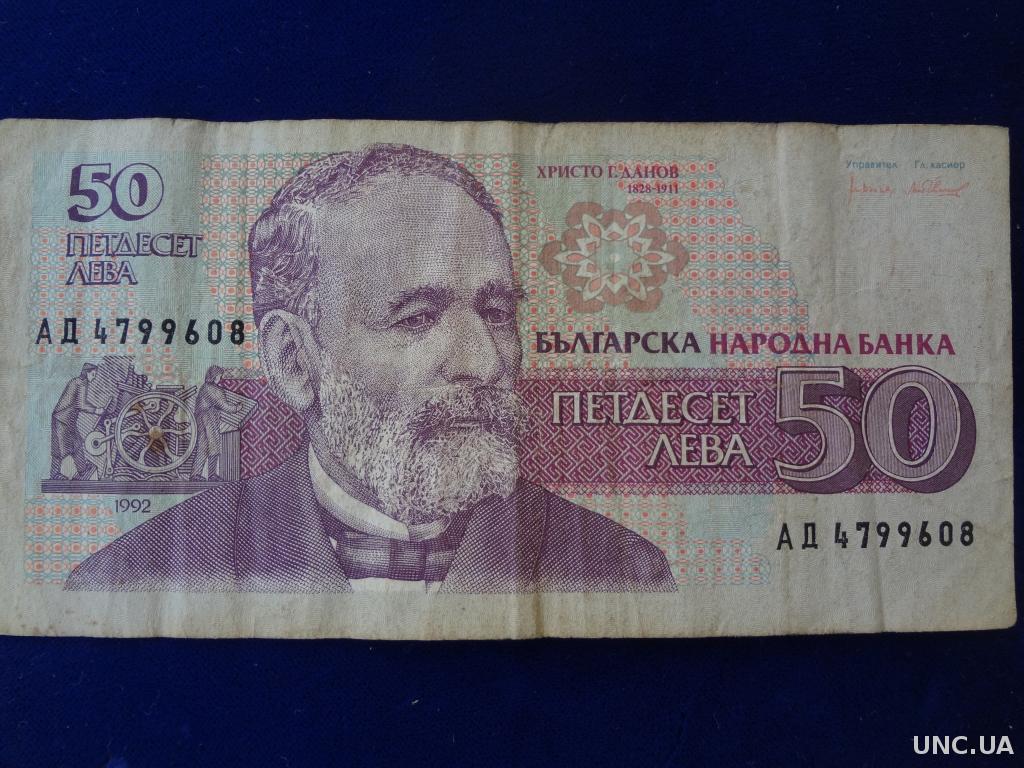 50
ПЕТДЕСЕТ
ЛЕВА
АД 4799608
1992
ХРИСТО Г. ДАНОВ
1828-1911
Управител Гл. касиер
БЪЛГАРСКА НАРОДНА БАНКА
ПЕТДЕСЕТ
ЛЕВА
50
АД 4799608
UNC.UA